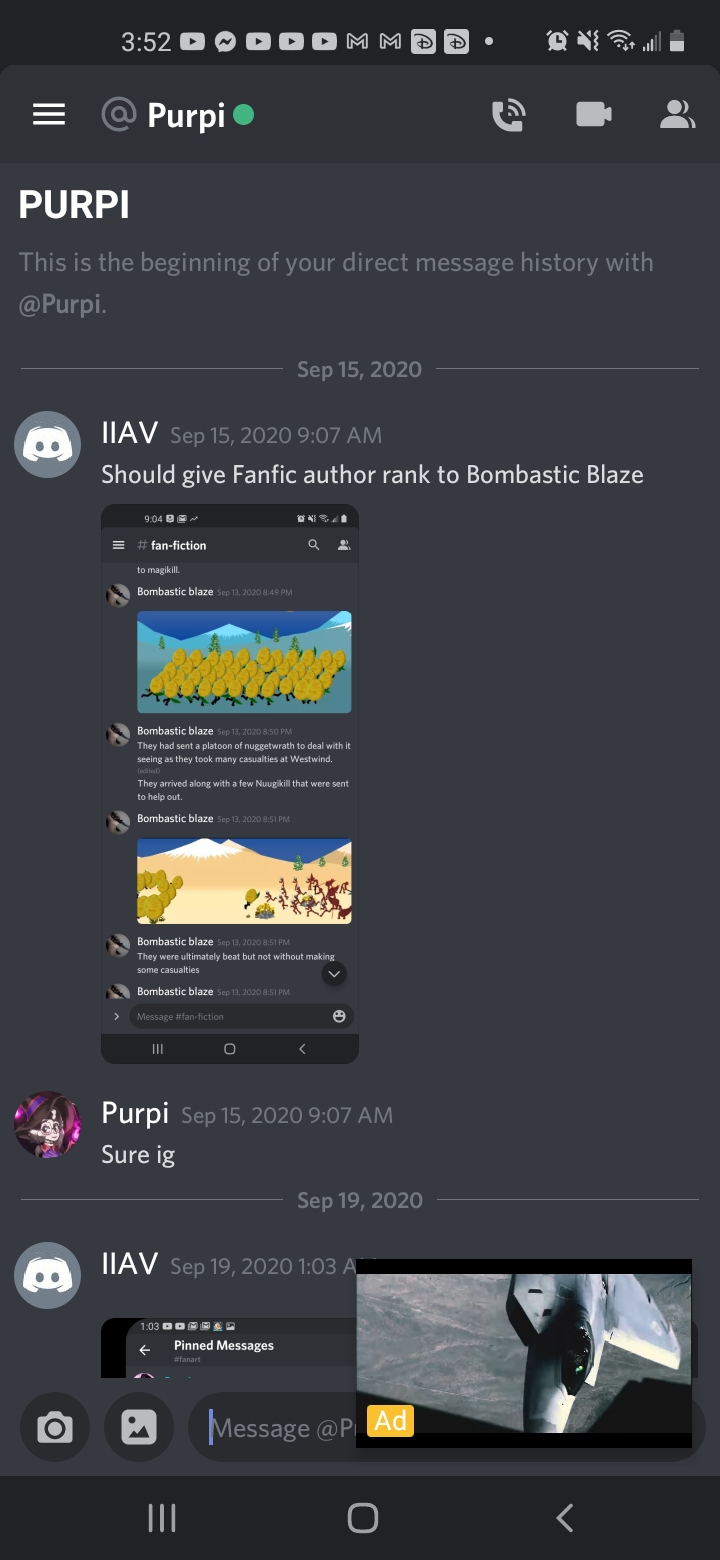 3:52
@ Purpi
PURPI
This is the beginning of your direct message history with
@Purpi.
Sep 15, 2020
IIAV Sep 15, 2020 9:07 AM
Should give Fanfic author rank to Bombastic Blaze
9:04
# fan-fiction
to magikill.
Bombastic blaze Sep 13, 2020 8:49 PM
Bombastic blaze Sep 13, 2020 8:50 PM
They had sent a platoon of nuggetwrath to deal with it
seeing as they took many casualties at Westwind.
(edited)
They arrived along with a few Nuugikill that were sent
to help out.
Bombastic blaze Sep 13, 2020 8:51 PM
Bombastic blaze Sep 13, 2020 8:51 PM
They were ultimately beat but not without making
some casualties
Bombastic blaze Sep 13, 2020 8:51 PM
Message #fan-fiction
Purpi Sep 15, 2020 9:07 AM
Sure ig
Sep 19, 2020
IIAV Sep 19, 2020 1:03 A
1:03
Pinned Messages
#fanart
Message @P
Ad